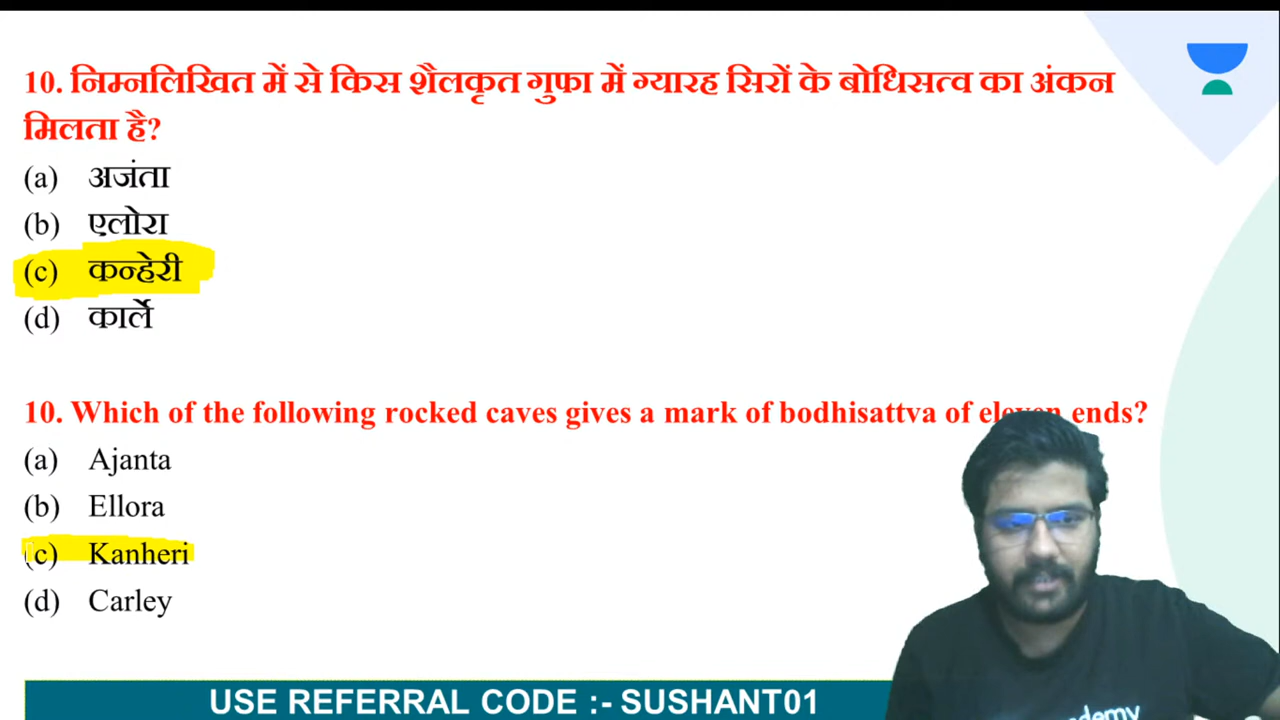 10. निम्नलिखित में से किस शैलकृत गुफा में ग्यारह सिरों के बोधिसत्व का अंकन
मिलता है?
(a) अजंता
(b) एलोरा
(c) कन्हेरी
(d) कार्ले
10. Which of the following rocked caves gives a mark of bodhisattva of eleven ends?
(a) Ajanta
(b) Ellora
(c) Kanheri
(d) Carley
USE REFERRAL CODE :- SUSHANT01